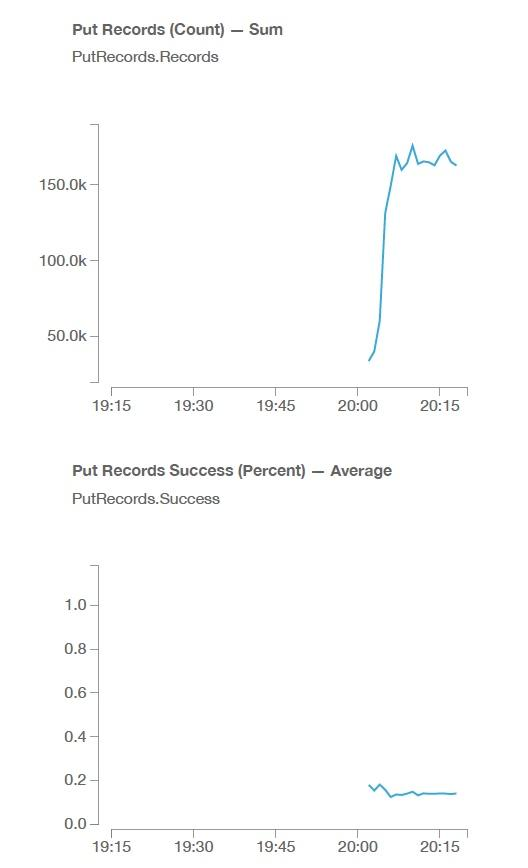 Put Records (Count) — Sum
PutRecords.Records
150.0k
100.0k
50.0k
19:15 19:30 19:45 20:00 20:15
Put Records Success (Percent) — Average
PutRecords.Success
1.0
0.8
0.6
0.4
0.2
0.0
19:15 19:30 19:45 20:00 20:15